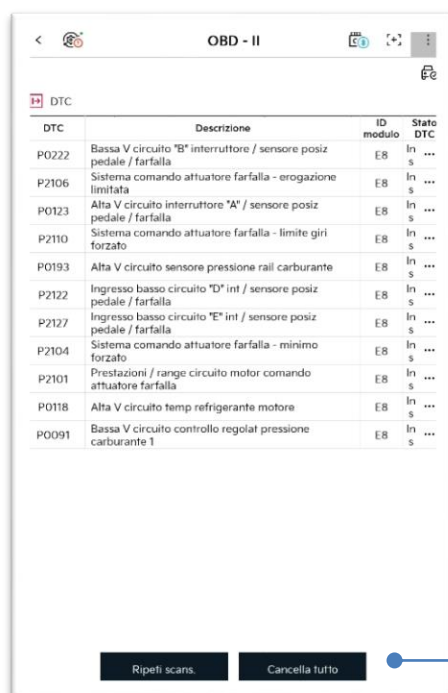 OBD - II
DTC
DTC Descrizione ID modulo Stato DTC
P0222 Bassa V circuito "B" interruttore / sensore posiz pedale / farfalla E8 In s ...
P2106 Sistema comando attuatore farfalla - erogazione limitata E8 In s ...
P0123 Alta V circuito interruttore "A" / sensore posiz pedale / farfalla E8 In s ...
P2110 Sistema comando attuatore farfalla - limite giri forzato E8 In s ...
P0193 Alta V circuito sensore pressione rail carburante E8 In s ...
P2122 Ingresso basso circuito "D" int / sensore posiz pedale / farfalla E8 In s ...
P2127 Ingresso basso circuito "E" int / sensore posiz pedale / farfalla E8 In s ...
P2104 Sistema comando attuatore farfalla - minimo forzato E8 In s ...
P2101 Prestazioni / range circuito motor comando attuatore farfalla E8 In s ...
P0118 Alta V circuito temp refrigerante motore E8 In s ...
P0091 Bassa V circuito controllo regolat pressione carburante 1 E8 In s ...
Ripeti scans. Cancella tutto